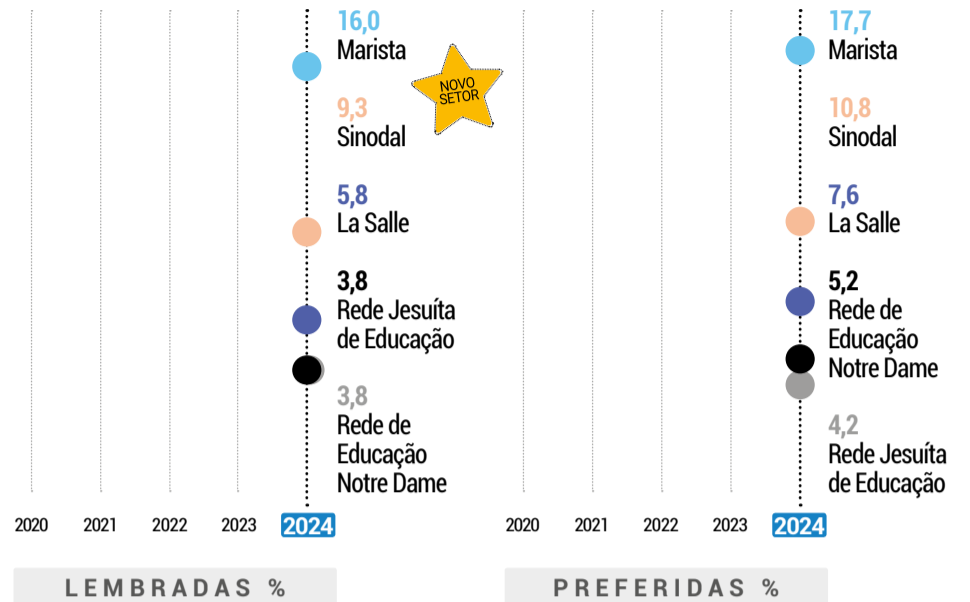 16,0
Marista
NOVO
SETOR
9,3
Sinodal
5,8
La Salle
3,8
Rede Jesuíta
de Educação
3,8
Rede de
Educação
Notre Dame
2020 2021 2022 2023 2024
LEMBRADAS %
17,7
Marista
10,8
Sinodal
7,6
La Salle
5,2
Rede de
Educação
Notre Dame
4,2
Rede Jesuíta
de Educação
2020 2021 2022 2023 2024
PREFERIDAS %